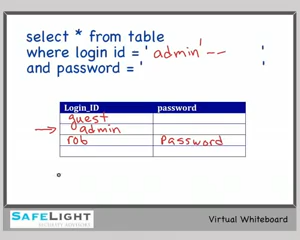 select * from table
where login id = ' admin' -- '
and password = ' '
Login_ID password
guest
admin
rob Password
SAFELIGHT
SECURITY ADVISORS
Virtual Whiteboard